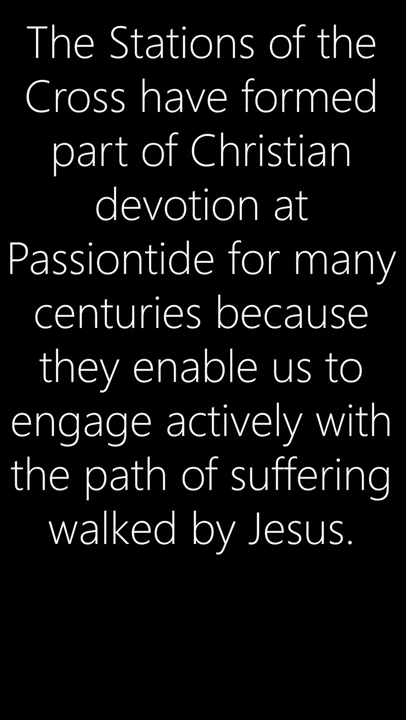 The Stations of the
Cross have formed
part of Christian
devotion at
Passiontide for many
centuries because
they enable us to
engage actively with
the path of suffering
walked by Jesus.